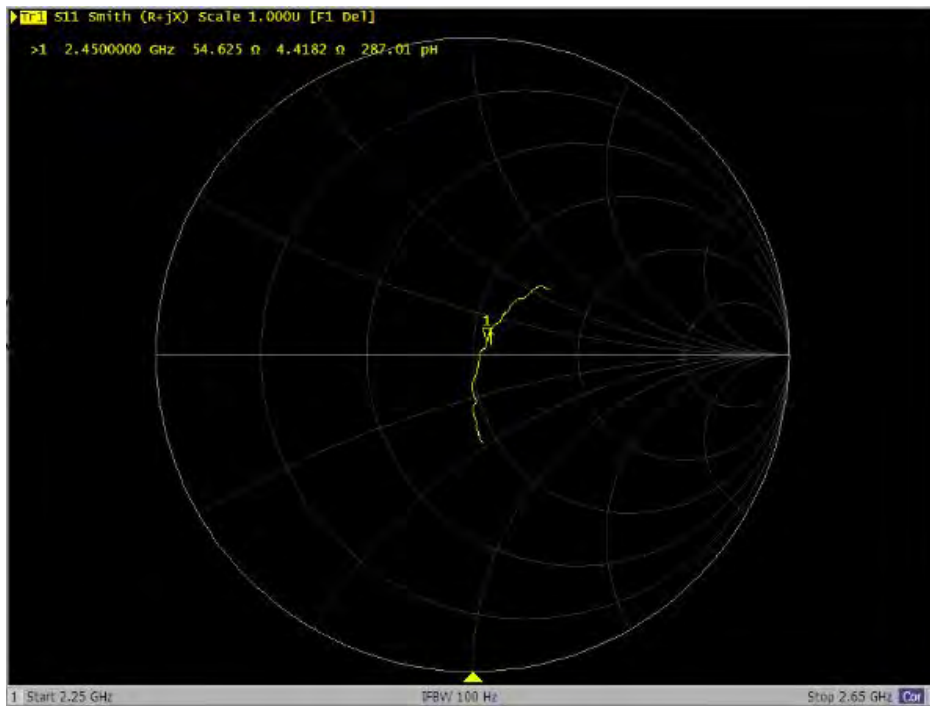 Tr1 S11 Smith (R+jX) Scale 1.000U [F1 Del]
>1 2.4500000 GHz 54.625 Ω 4.4182 Ω 287.01 pH
1
1 Start 2.25 GHz IFBW 100 Hz Stop 2.65 GHz Cor